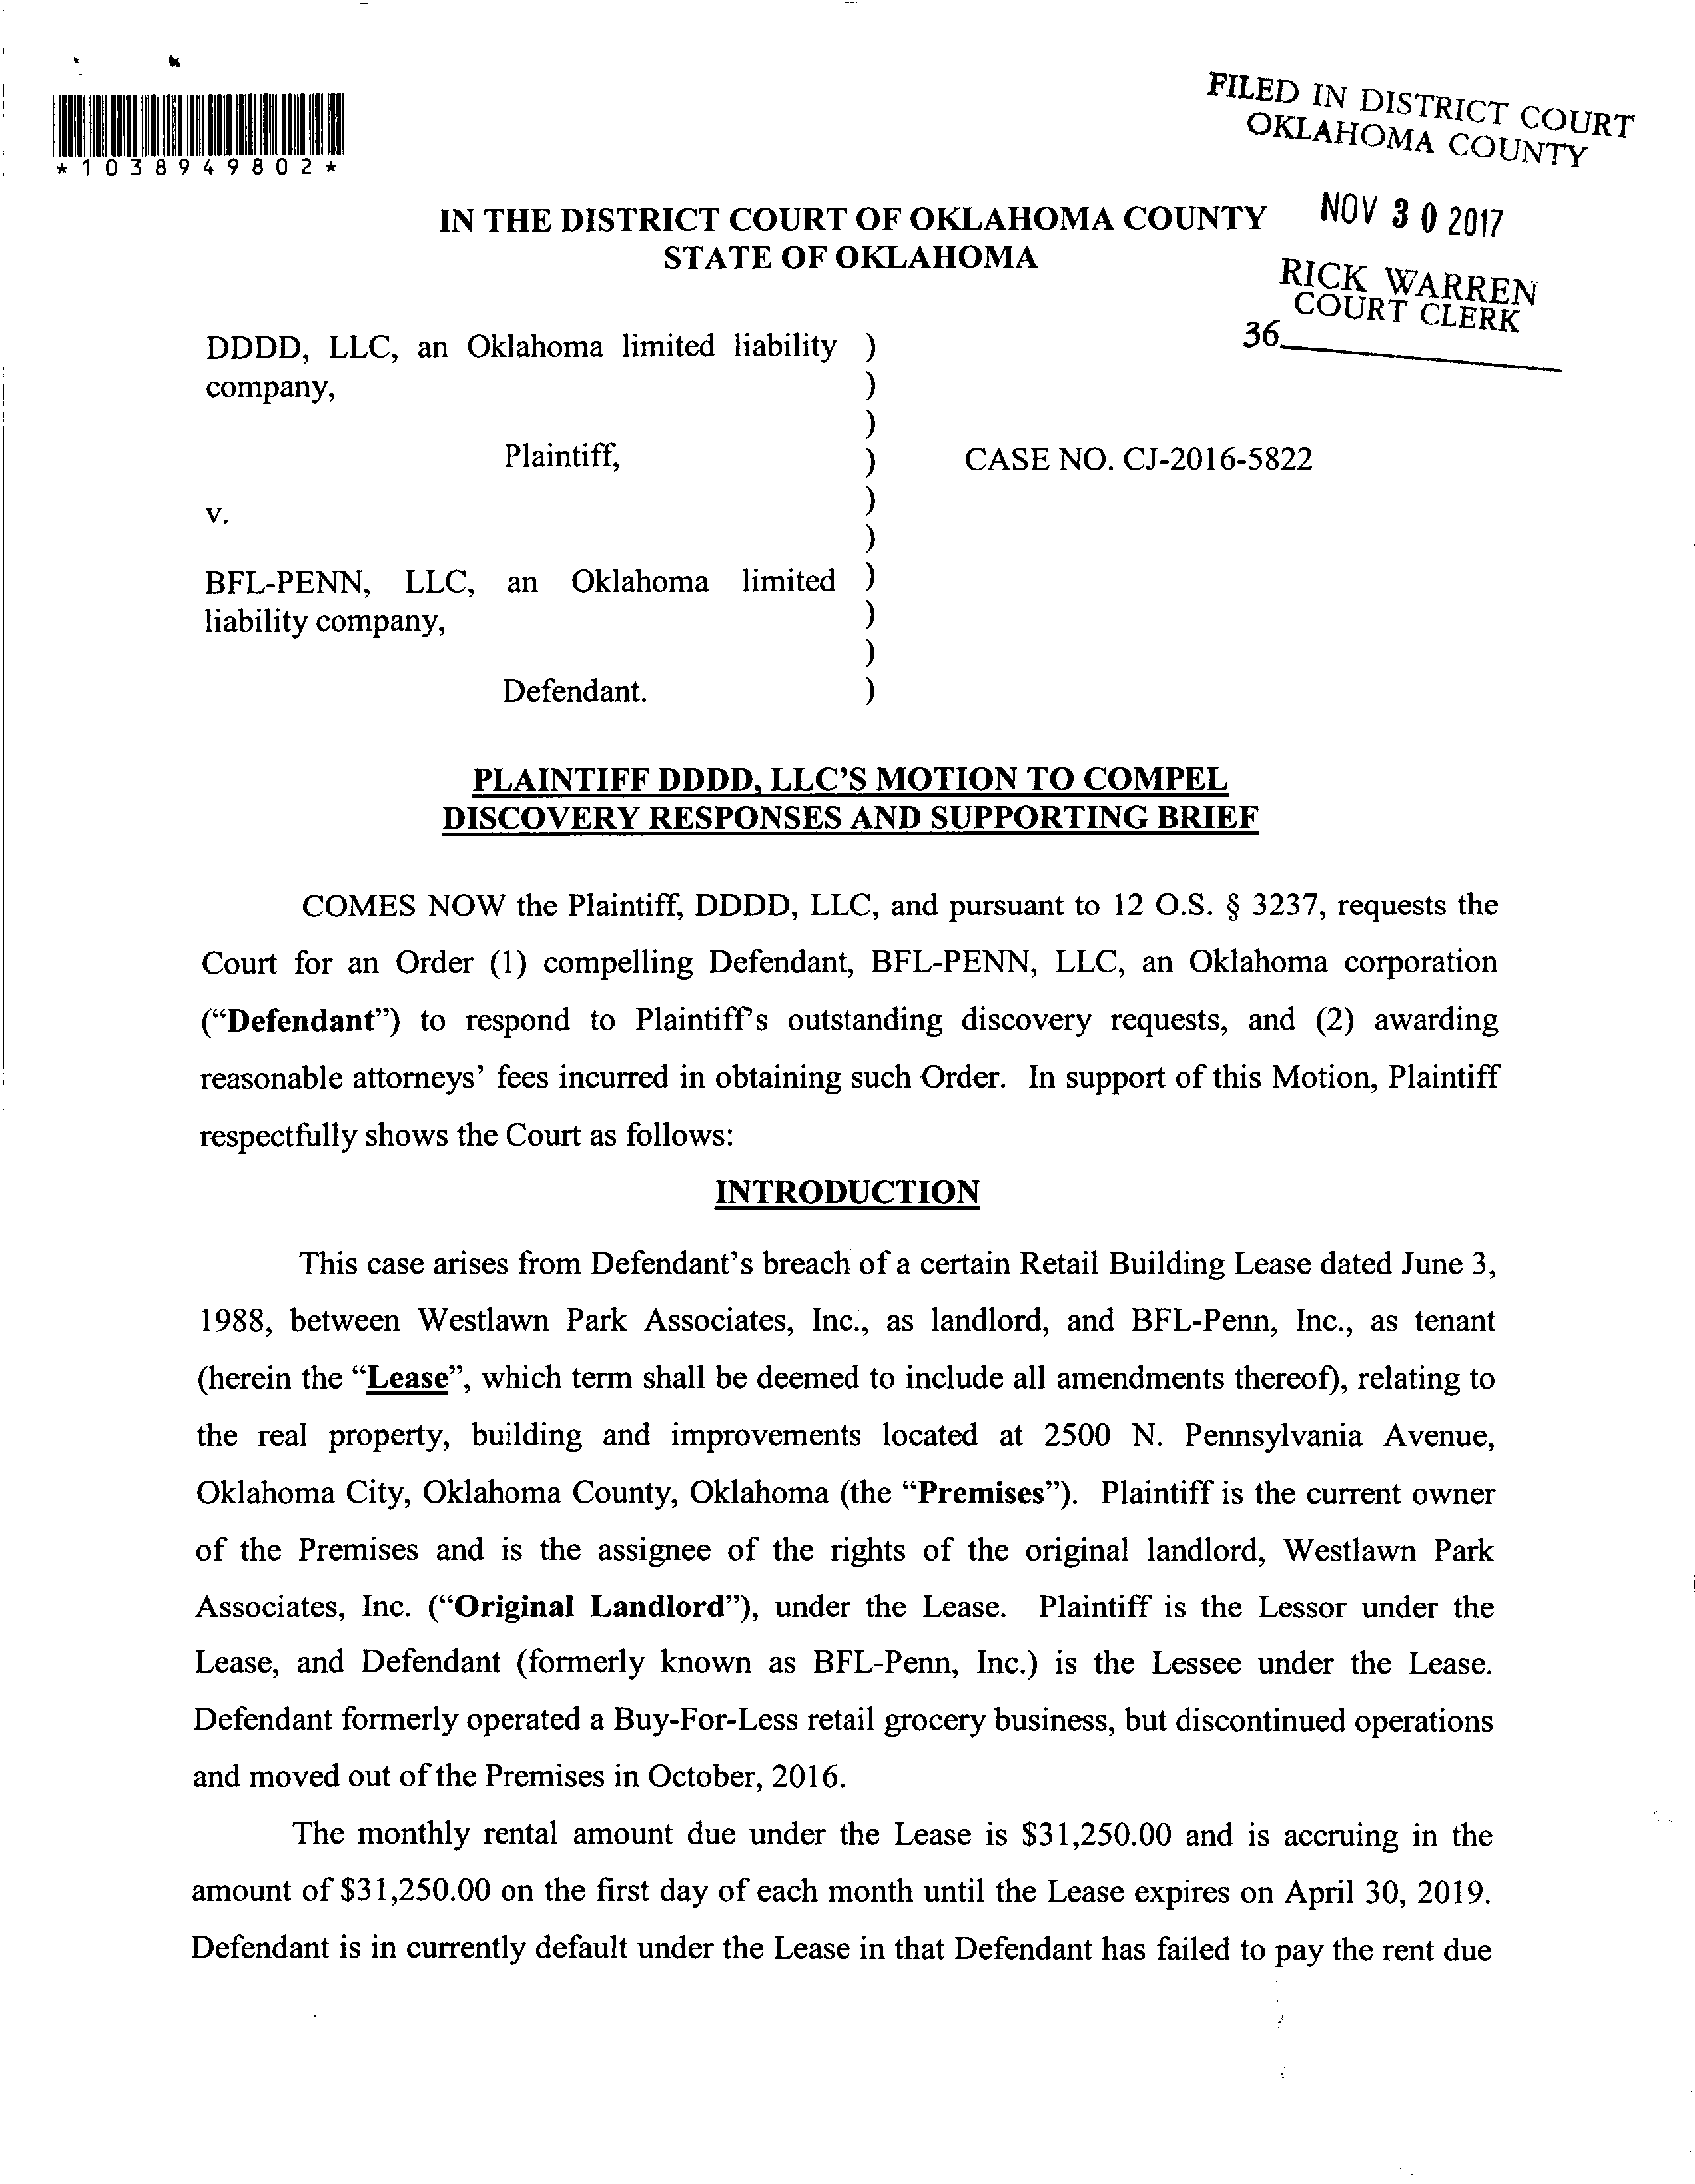 *1038949802*
FILED IN DISTRICT COURT
OKLAHOMA COUNTY
NOV 30 2017
RICK WARREN
COURT CLERK
36
IN THE DISTRICT COURT OF OKLAHOMA COUNTY
STATE OF OKLAHOMA
DDDD, LLC, an Oklahoma limited liability )
company, )
)
Plaintiff, ) CASE NO. CJ-2016-5822
)
v.
)
BFL-PENN, LLC, an Oklahoma limited )
liability company, )
)
Defendant. )
PLAINTIFF DDDD, LLC'S MOTION TO COMPEL
DISCOVERY RESPONSES AND SUPPORTING BRIEF
COMES NOW the Plaintiff, DDDD, LLC, and pursuant to 12 O.S. § 3237, requests the
Court for an Order (1) compelling Defendant, BFL-PENN, LLC, an Oklahoma corporation
("Defendant") to respond to Plaintiff's outstanding discovery requests, and (2) awarding
reasonable attorneys' fees incurred in obtaining such Order. In support of this Motion, Plaintiff
respectfully shows the Court as follows:
INTRODUCTION
This case arises from Defendant's breach of a certain Retail Building Lease dated June 3,
1988, between Westlawn Park Associates, Inc., as landlord, and BFL-Penn, Inc., as tenant
(herein the "Lease", which term shall be deemed to include all amendments thereof), relating to
the real property, building and improvements located at 2500 N. Pennsylvania Avenue,
Oklahoma City, Oklahoma County, Oklahoma (the "Premises"). Plaintiff is the current owner
of the Premises and is the assignee of the rights of the original landlord, Westlawn Park
Associates, Inc. ("Original Landlord"), under the Lease. Plaintiff is the Lessor under the
Lease, and Defendant (formerly known as BFL-Penn, Inc.) is the Lessee under the Lease.
Defendant formerly operated a Buy-For-Less retail grocery business, but discontinued operations
and moved out of the Premises in October, 2016.
The monthly rental amount due under the Lease is $31,250.00 and is accruing in the
amount of $31,250.00 on the first day of each month until the Lease expires on April 30, 2019.
Defendant is in currently default under the Lease in that Defendant has failed to pay the rent due